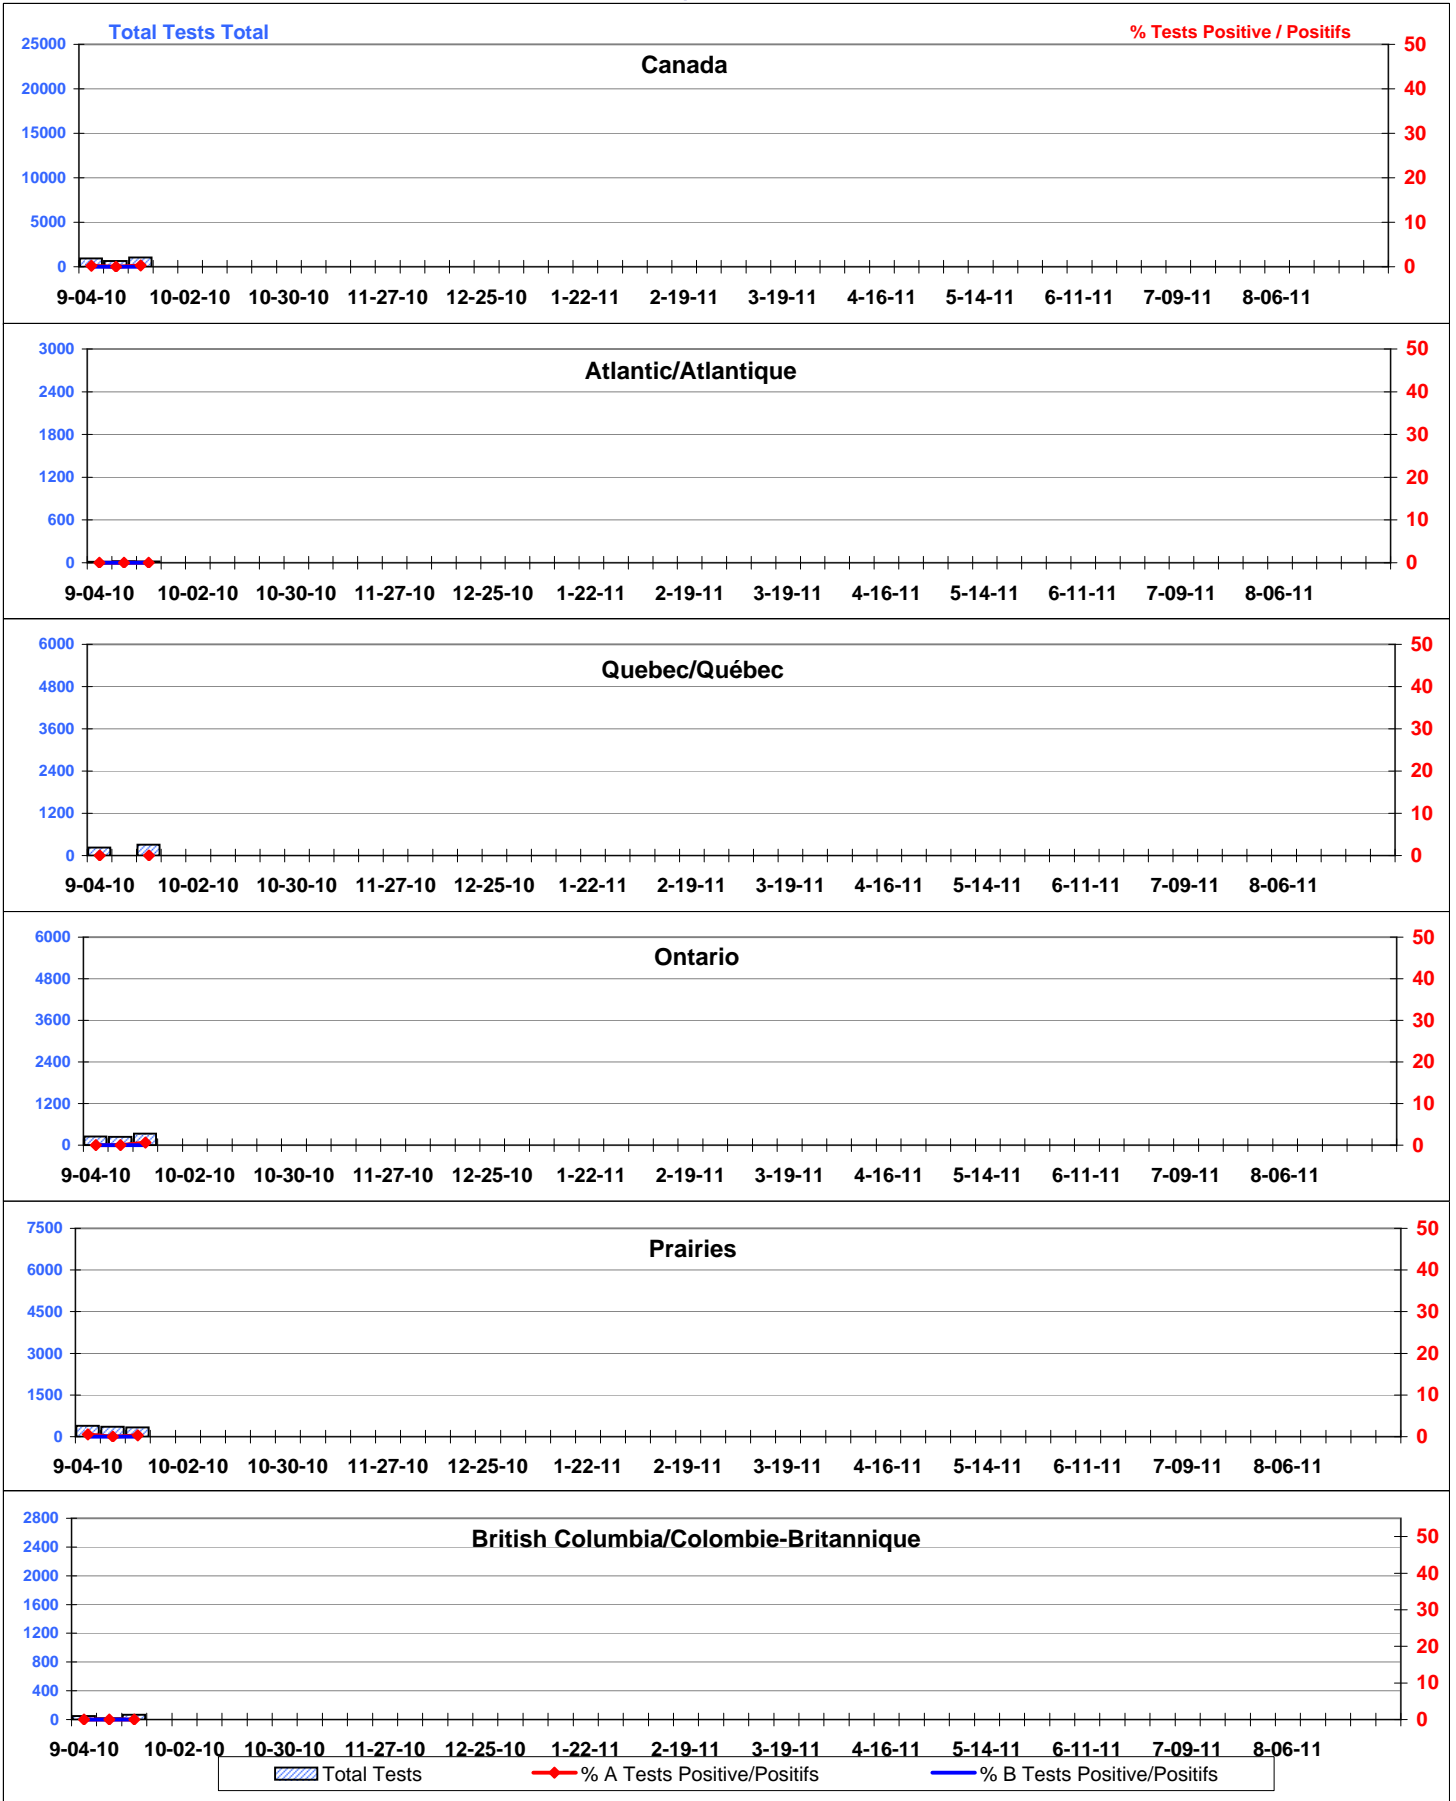 Total Tests Total
% Tests Positive / Positifs
Canada
25000 50
20000 40
15000 30
10000 20
5000 10
0 0
9-04-10 10-02-10 10-30-10 11-27-10 12-25-10 1-22-11 2-19-11 3-19-11 4-16-11 5-14-11 6-11-11 7-09-11 8-06-11
Atlantic/Atlantique
3000 50
2400 40
1800 30
1200 20
600 10
0 0
9-04-10 10-02-10 10-30-10 11-27-10 12-25-10 1-22-11 2-19-11 3-19-11 4-16-11 5-14-11 6-11-11 7-09-11 8-06-11
Quebec/Québec
6000 50
4800 40
3600 30
2400 20
1200 10
0 0
9-04-10 10-02-10 10-30-10 11-27-10 12-25-10 1-22-11 2-19-11 3-19-11 4-16-11 5-14-11 6-11-11 7-09-11 8-06-11
Ontario
6000 50
4800 40
3600 30
2400 20
1200 10
0 0
9-04-10 10-02-10 10-30-10 11-27-10 12-25-10 1-22-11 2-19-11 3-19-11 4-16-11 5-14-11 6-11-11 7-09-11 8-06-11
Prairies
7500 50
6000 40
4500 30
3000 20
1500 10
0 0
9-04-10 10-02-10 10-30-10 11-27-10 12-25-10 1-22-11 2-19-11 3-19-11 4-16-11 5-14-11 6-11-11 7-09-11 8-06-11
British Columbia/Colombie-Britannique
2800
2400 50
2000 40
1600 30
1200 20
800
400 10
0 0
9-04-10 10-02-10 10-30-10 11-27-10 12-25-10 1-22-11 2-19-11 3-19-11 4-16-11 5-14-11 6-11-11 7-09-11 8-06-11
Total Tests % A Tests Positive/Positifs % B Tests Positive/Positifs